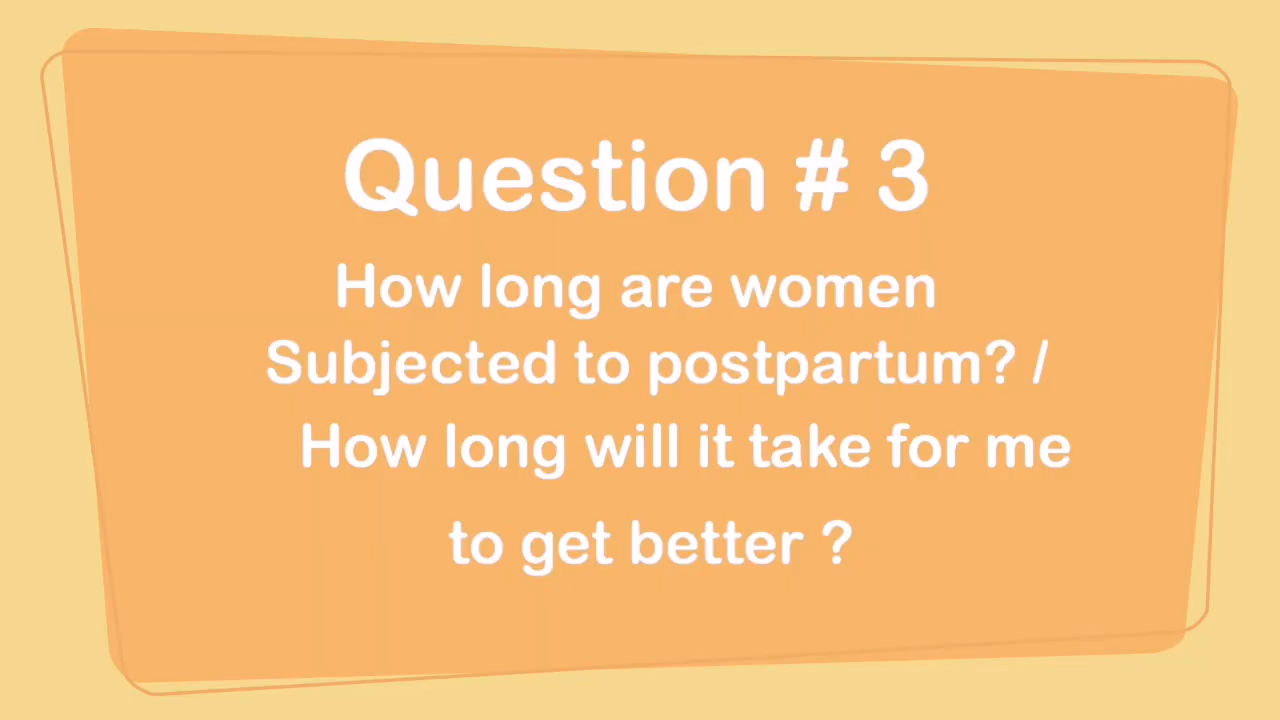 Question # 3
How long are women
Subjected to postpartum? /
How long will it take for me
to get better ?